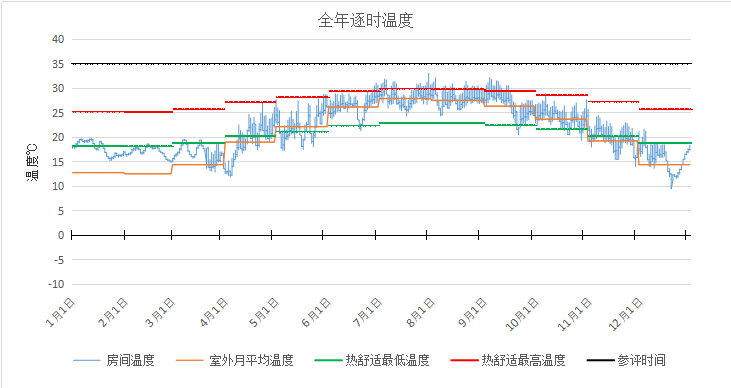 全年逐时温度
40
35
30
25
20
15
10
5
0
-5
-10
温度℃
1月1日
2月1日
3月1日
4月1日
5月1日
6月1日
7月1日
8月1日
9月1日
10月1日
11月1日
12月1日
房间温度
室外月平均温度
热舒适最低温度
热舒适最高温度
参评时间